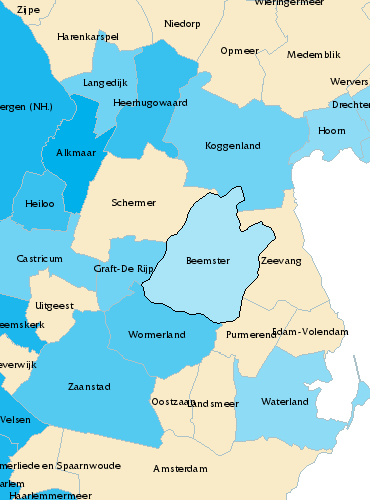 Wieringermeer
Zijpe
Niedorp
Harenkarspel
Opmeer
Medemblik
Langedijk
Wervers
Heerhugowaard
Drechter
ergen (NH.)
Hoorn
Koggenland
Alkmaar
Heiloo
Schermer
Castricum
Beemster
Zeevang
Graft-De Rijp
Uitgeest
eemskerk
Wormerland
Purmerend
Edam-Volendam
everwijk
Zaanstad
Oostzaan
Landsmeer
Waterland
Velsen
merliede en Spaarnwoude
Amsterdam
arlem
Haarlemmermeer